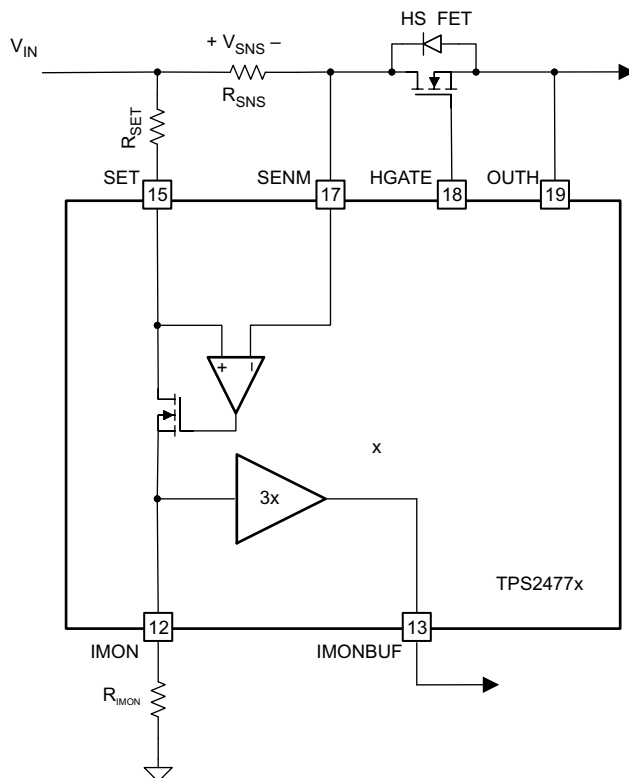 HS FET
V_IN
+ V_SNS –
R_SNS
R_SET
SET
SENM
HGATE
OUTH
15
17
18
19
+
–
x
3x
TPS2477x
12
13
IMON
IMONBUF
R_IMON